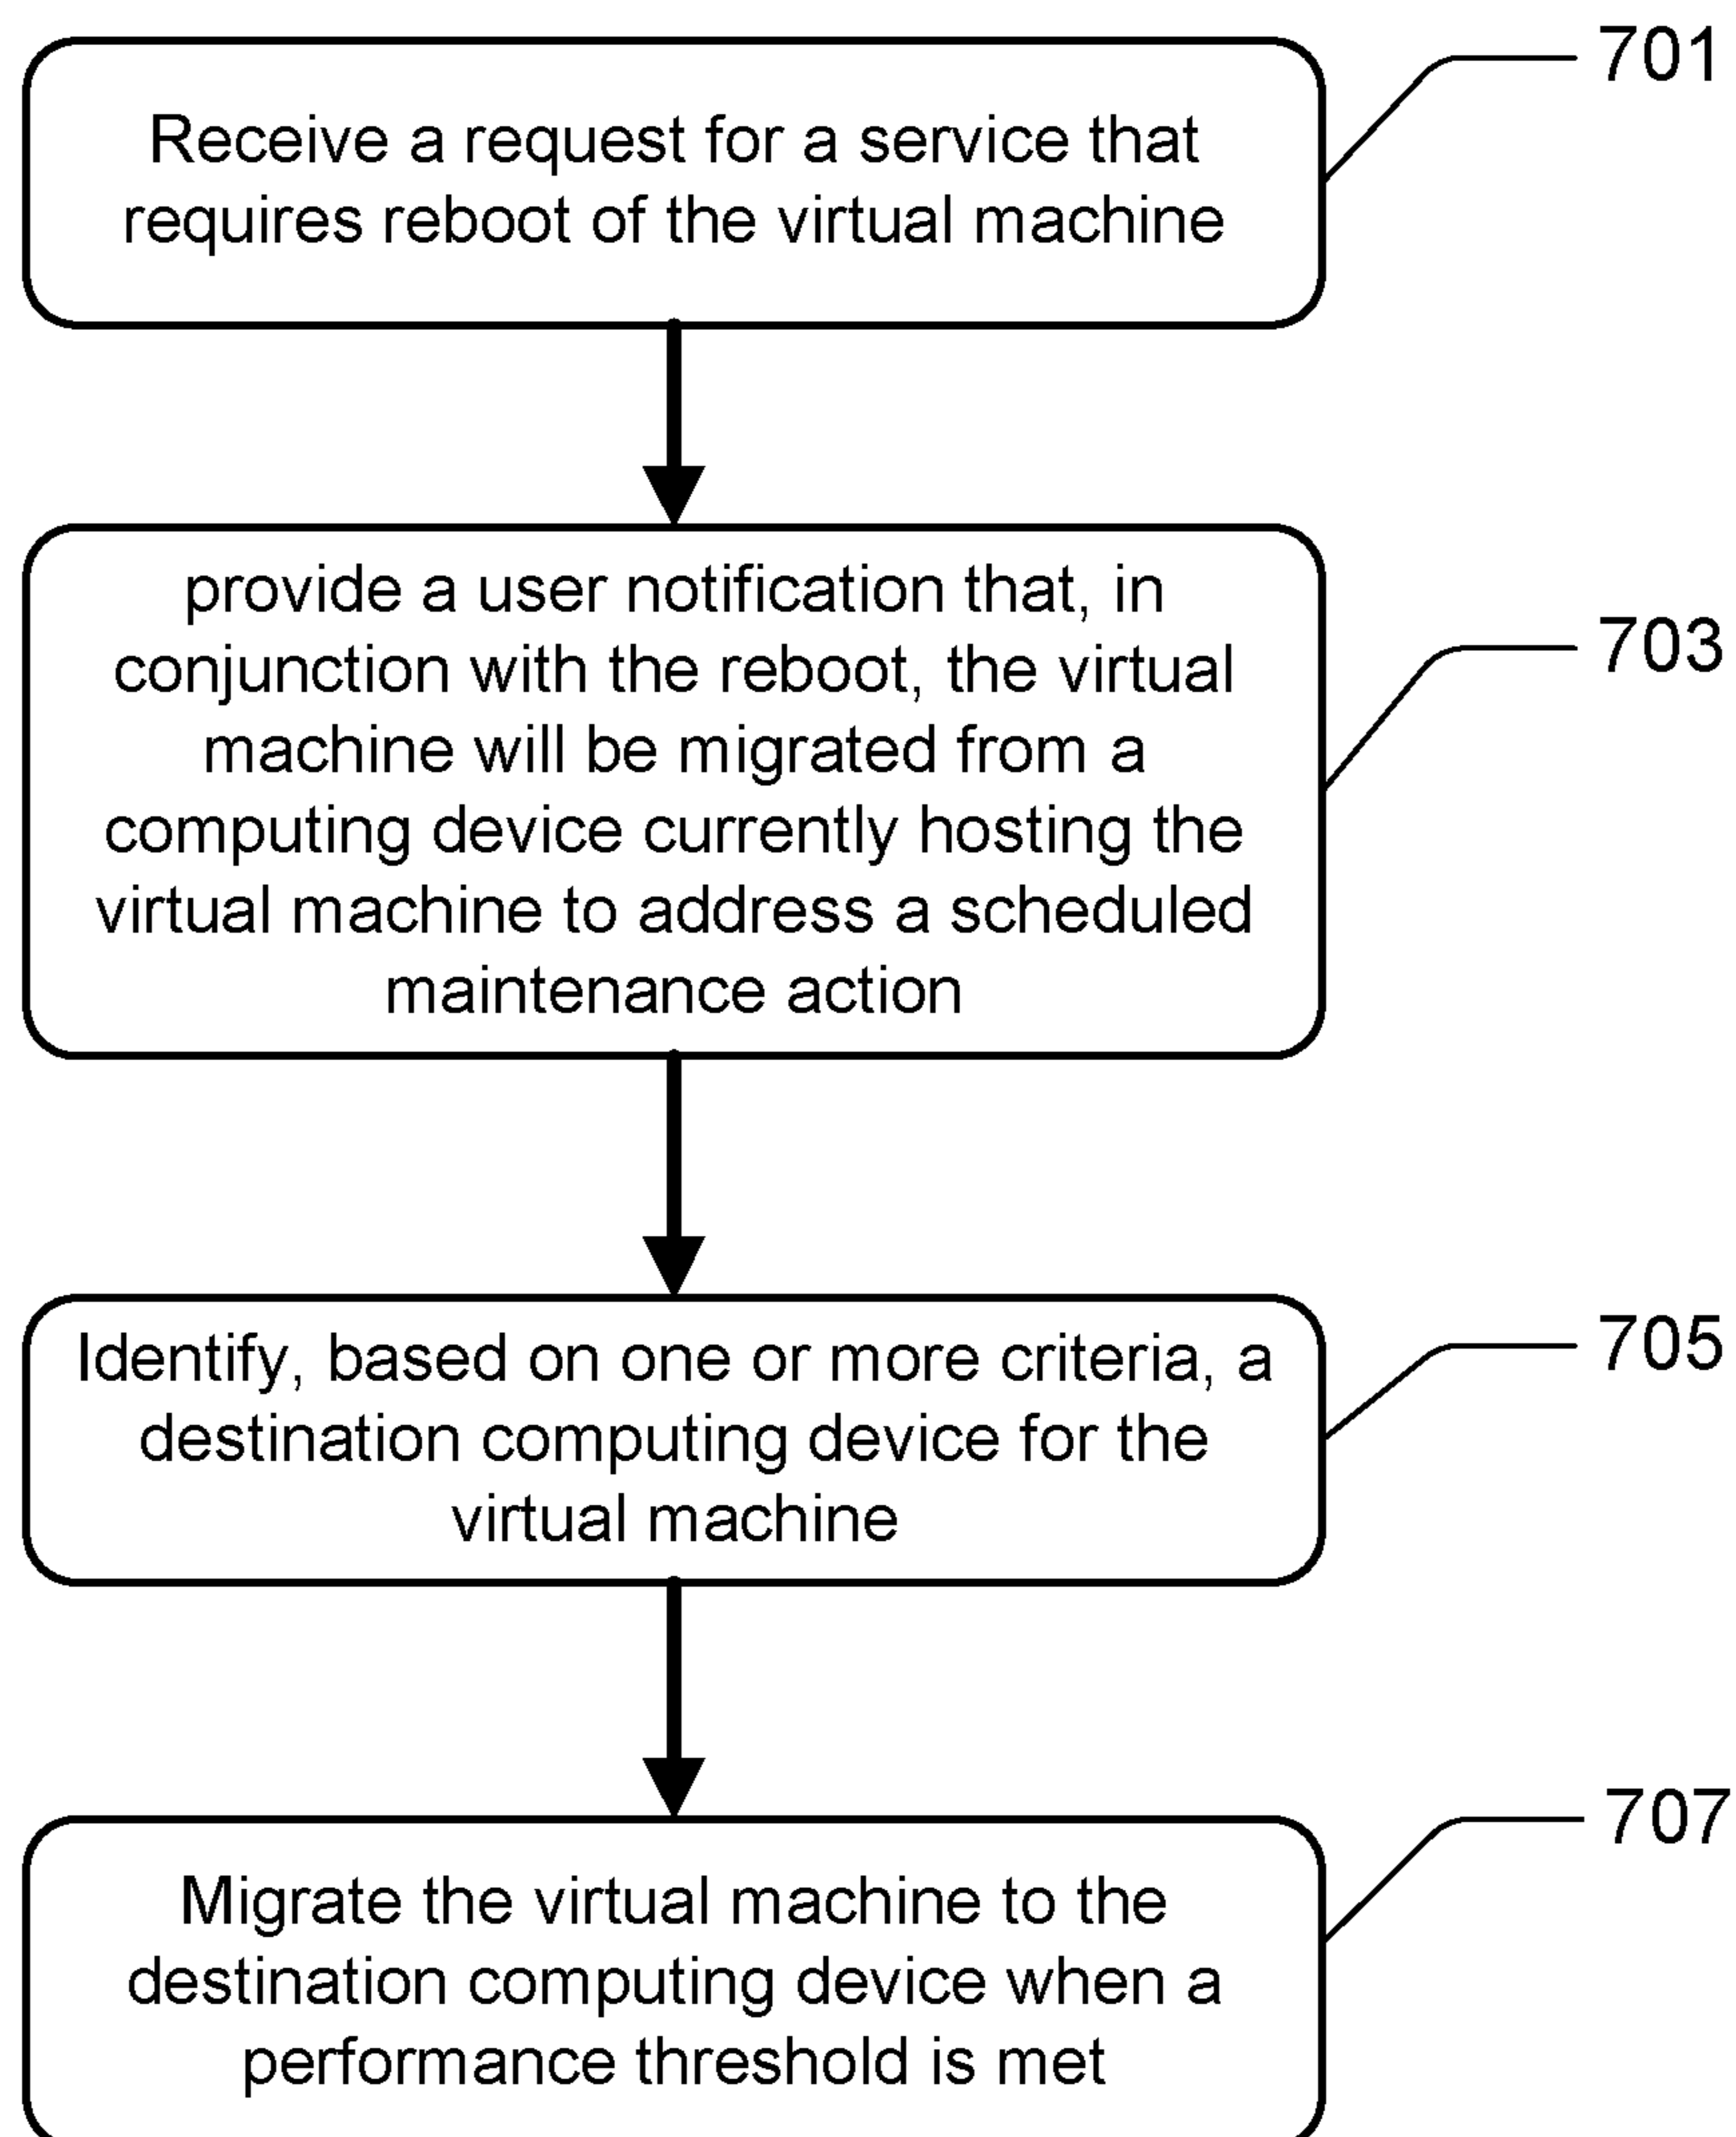 701
Receive a request for a service that
requires reboot of the virtual machine
provide a user notification that, in
703
conjunction with the reboot, the virtual
machine will be migrated from a
computing device currently hosting the
virtual machine to address a scheduled
maintenance action
705
Identify, based on one or more criteria, a
destination computing device for the
virtual machine
707
Migrate the virtual machine to the
destination computing device when a
performance threshold is met